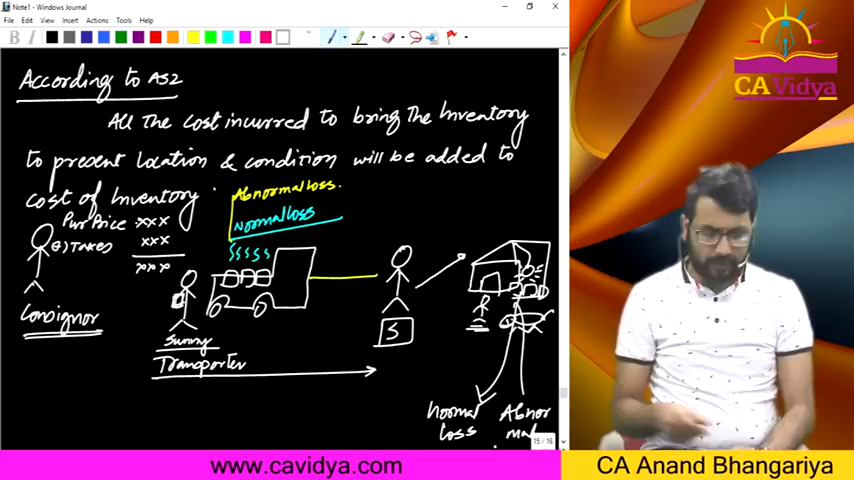 Note1 - Windows Journal
File Edit View Insert Actions Tools Help
B I
According to AS2
All The cost incurred to bring The Inventory
to present location & condition will be added to
cost of Inventory.
Abnormal loss.
Normal loss
Pur Price xxx
(+) Taxes xxx
xxx
Consignor
Sunny
Transporter
S
Normal
loss
Abnor
mal
15 / 16
CA Vidya
www.cavidya.com
CA Anand Bhangariya